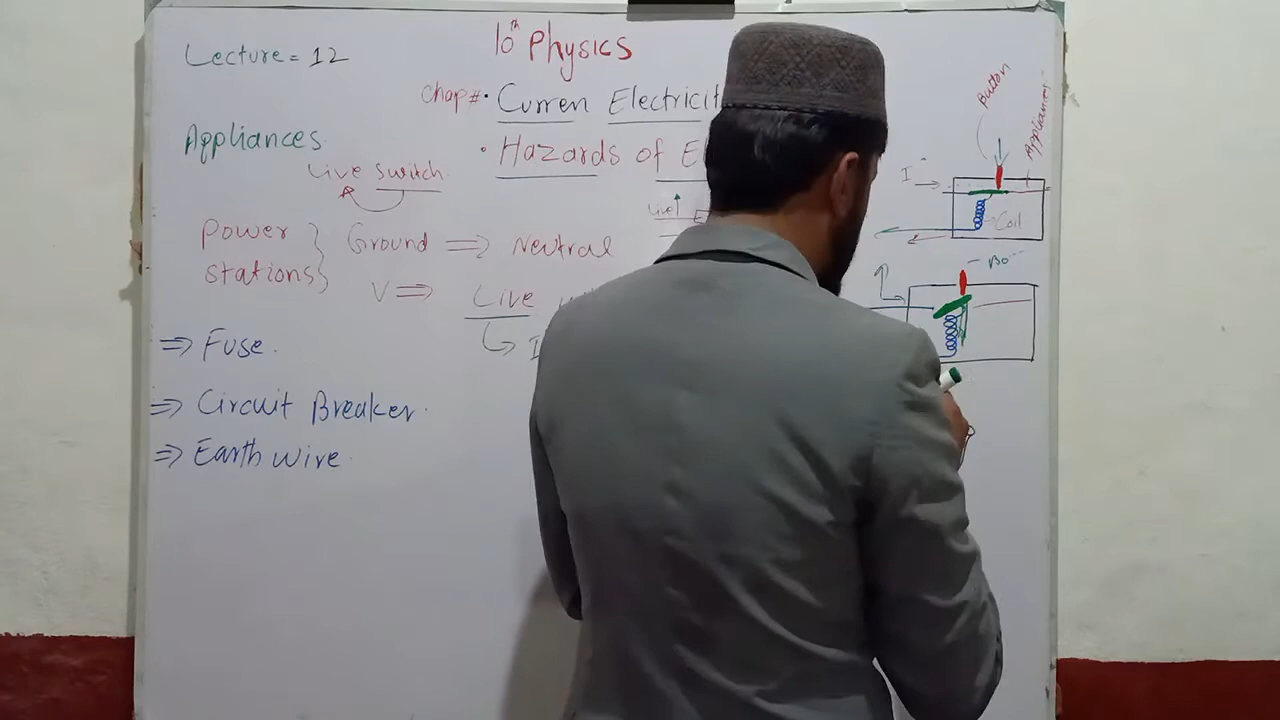 Lecture = 12
10th Physics
Chap# • Curren Electricit
Appliances
• Hazards of E
Live switch.
Power
stations
Ground ⇒ Neutral
V ⇒ Live
I
⇒ Fuse.
⇒ Circuit Breaker.
⇒ Earth wire.
Button
Appliances
I
Coil